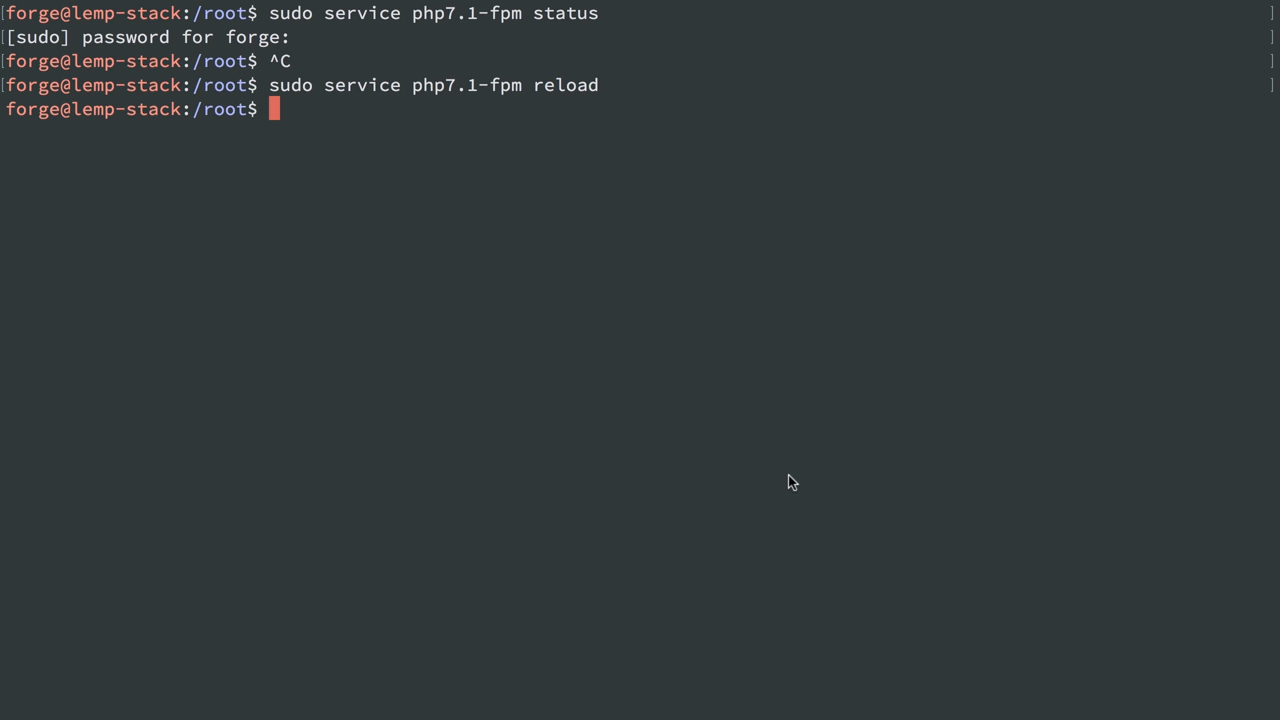 [forge@lemp-stack:/root$ sudo service php7.1-fpm status ]
[[sudo] password for forge: ]
[forge@lemp-stack:/root$ ^C ]
[forge@lemp-stack:/root$ sudo service php7.1-fpm reload ]
forge@lemp-stack:/root$